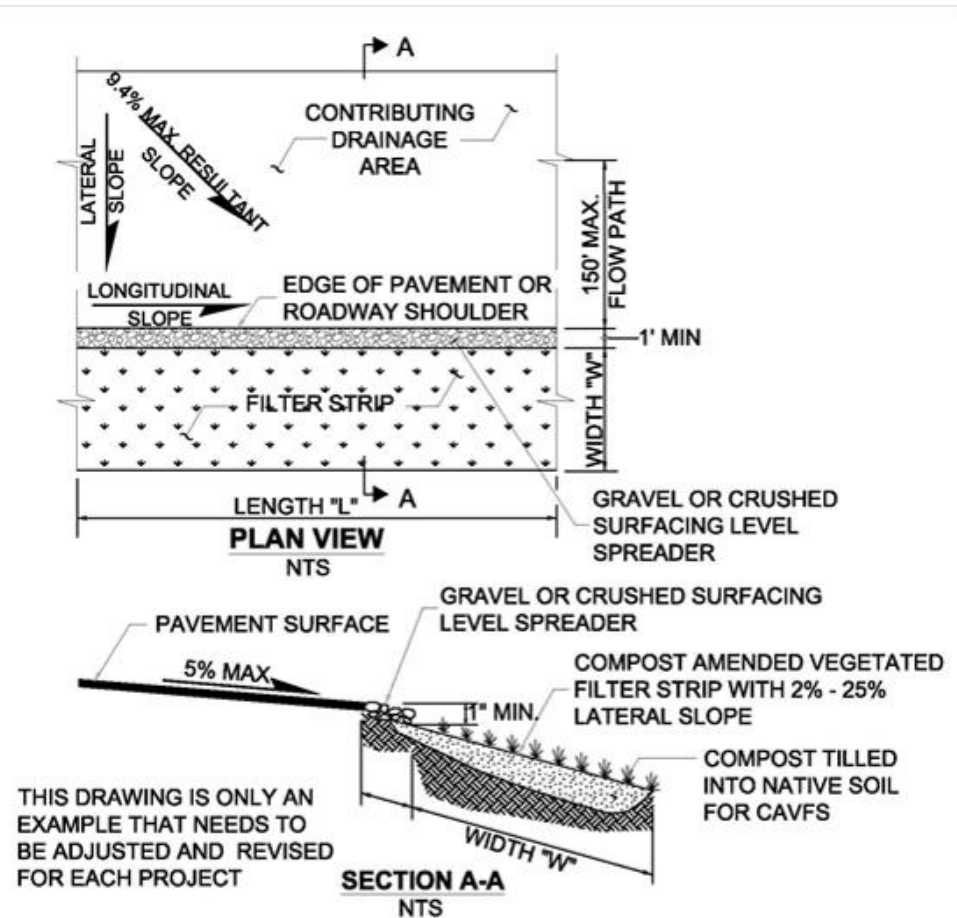 A
9.4% MAX. RESULTANT
SLOPE
CONTRIBUTING
DRAINAGE
AREA
LATERAL
SLOPE
150' MAX.
FLOW PATH
LONGITUDINAL
SLOPE
EDGE OF PAVEMENT OR
ROADWAY SHOULDER
1' MIN
FILTER STRIP
WIDTH "W"
A
LENGTH "L"
GRAVEL OR CRUSHED
SURFACING LEVEL
SPREADER
PLAN VIEW
NTS
PAVEMENT SURFACE
GRAVEL OR CRUSHED SURFACING
LEVEL SPREADER
5% MAX
1" MIN.
COMPOST AMENDED VEGETATED
FILTER STRIP WITH 2% - 25%
LATERAL SLOPE
COMPOST TILLED
INTO NATIVE SOIL
FOR CAVFS
THIS DRAWING IS ONLY AN
EXAMPLE THAT NEEDS TO
BE ADJUSTED AND REVISED
FOR EACH PROJECT
WIDTH "W"
SECTION A-A
NTS